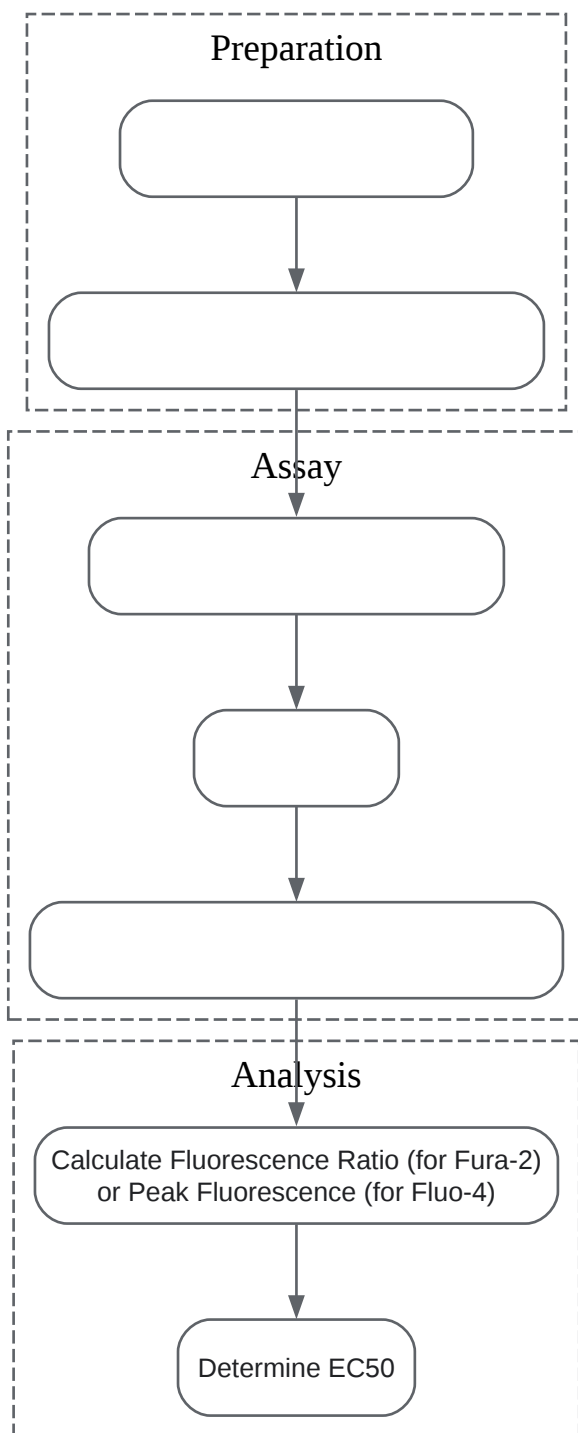 Preparation
Assay
Analysis
Calculate Fluorescence Ratio (for Fura-2)
or Peak Fluorescence (for Fluo-4)
Determine EC50